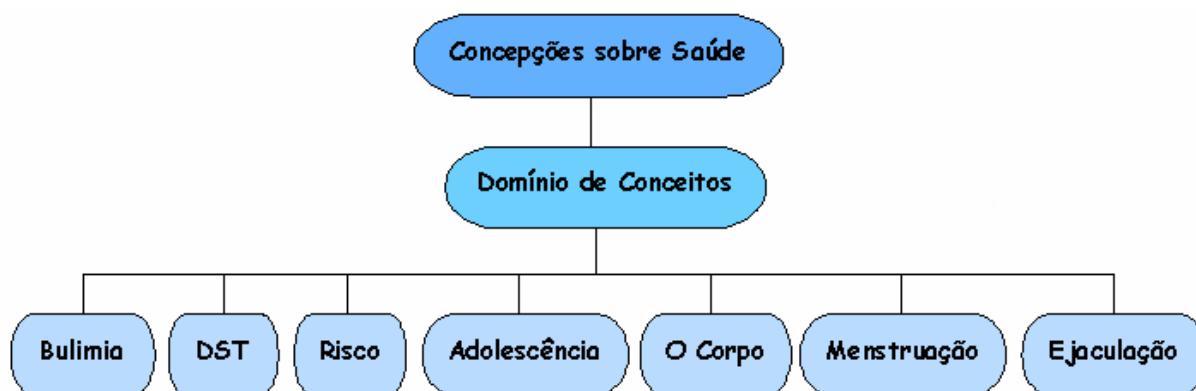 Concepções sobre Saúde
Domínio de Conceitos
Bulimia
DST
Risco
Adolescência
O Corpo
Menstruação
Ejaculação